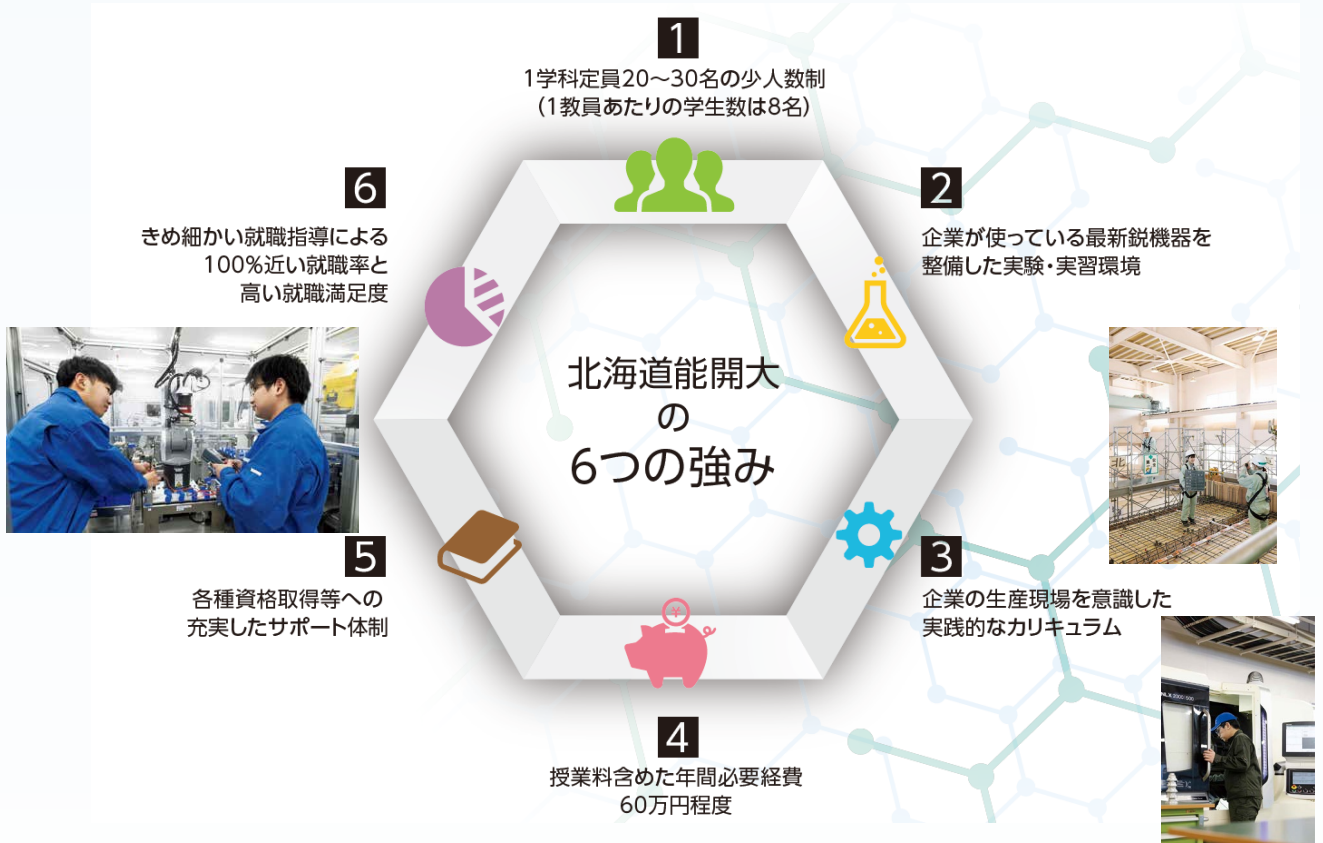 1
1学科定員20～30名の少人数制
(1教員あたりの学生数は8名)
2
企業が使っている最新鋭機器を
整備した実験・実習環境
3
企業の生産現場を意識した
実践的なカリキュラム
4
授業料含めた年間必要経費
60万円程度
5
各種資格取得等への
充実したサポート体制
6
きめ細かい就職指導による
100%近い就職率と
高い就職満足度
北海道能開大
の
6つの強み
¥